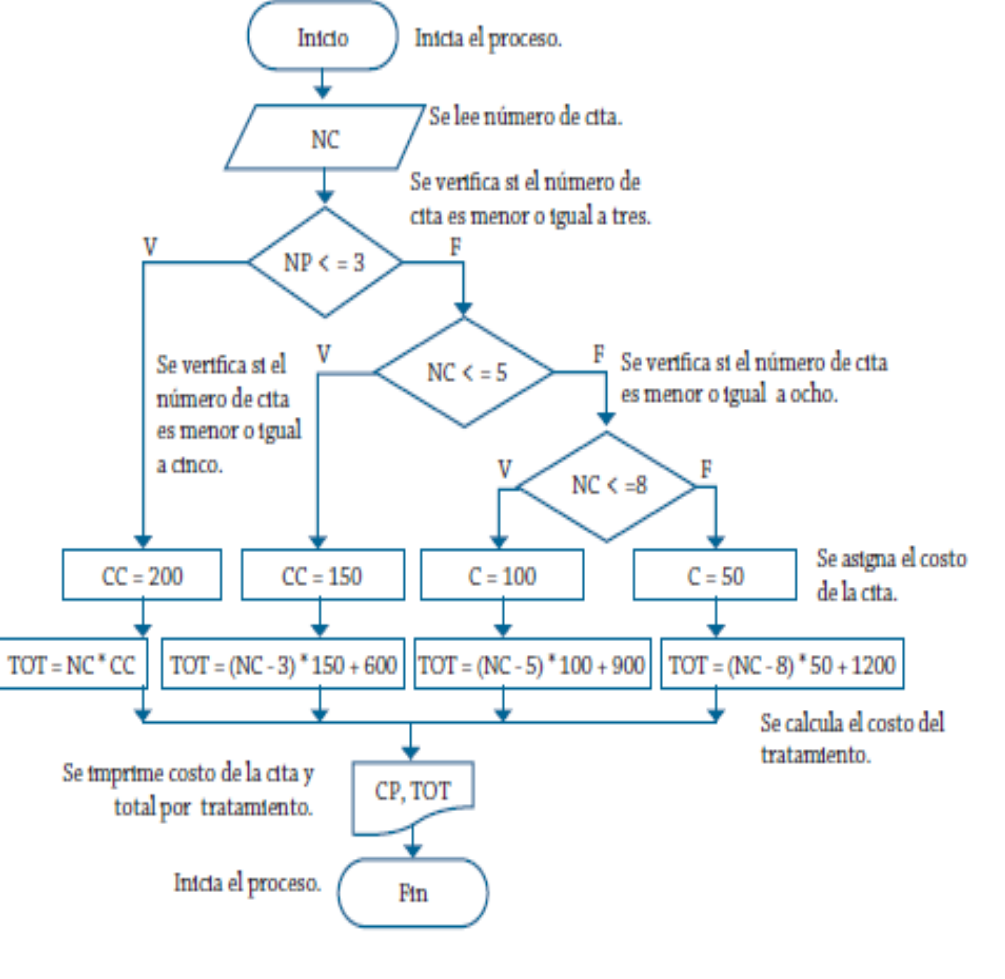 Inicio
Inicia el proceso.
NC
Se lee número de cita.
Se verifica si el número de
cita es menor o igual a tres.
V
NP < = 3
F
Se verifica si el
número de cita
es menor o igual
a cinco.
V
NC < = 5
F
Se verifica si el número de cita
es menor o igual a ocho.
V
NC < =8
F
CC = 200
CC = 150
C = 100
C = 50
Se asigna el costo
de la cita.
TOT = NC * CC
TOT = (NC - 3) * 150 + 600
TOT = (NC - 5) * 100 + 900
TOT = (NC - 8) * 50 + 1200
Se calcula el costo del
tratamiento.
Se imprime costo de la cita y
total por tratamiento.
CP, TOT
Inicia el proceso.
Fin